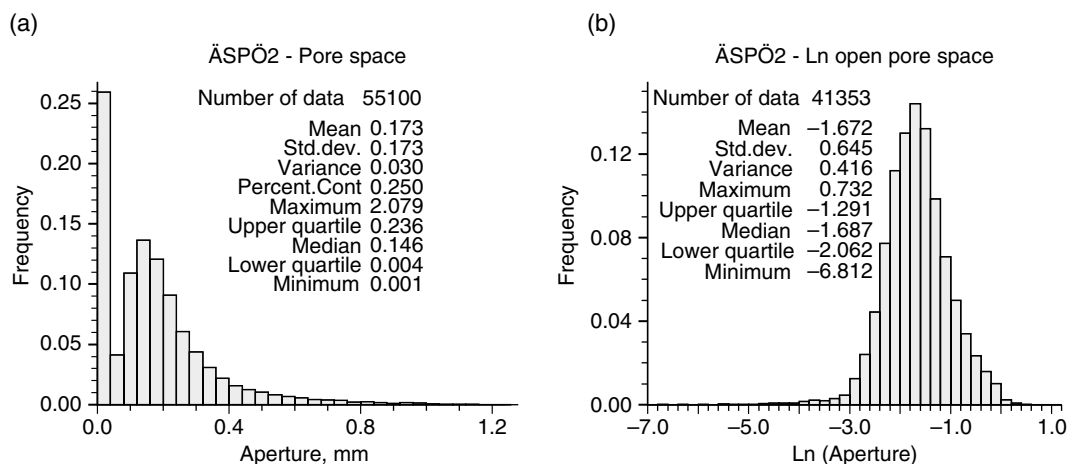 (a)
ÄSPÖ2 - Pore space
Number of data 55100
Mean 0.173
Std.dev. 0.173
Variance 0.030
Percent.Cont 0.250
Maximum 2.079
Upper quartile 0.236
Median 0.146
Lower quartile 0.004
Minimum 0.001
Frequency
0.25
0.20
0.15
0.10
0.05
0.00
0.0 0.4 0.8 1.2
Aperture, mm
(b)
ÄSPÖ2 - Ln open pore space
Number of data 41353
Mean –1.672
Std.dev. 0.645
Variance 0.416
Maximum 0.732
Upper quartile –1.291
Median –1.687
Lower quartile –2.062
Minimum –6.812
Frequency
0.12
0.08
0.04
0.00
–7.0 –5.0 –3.0 –1.0 1.0
Ln (Aperture)